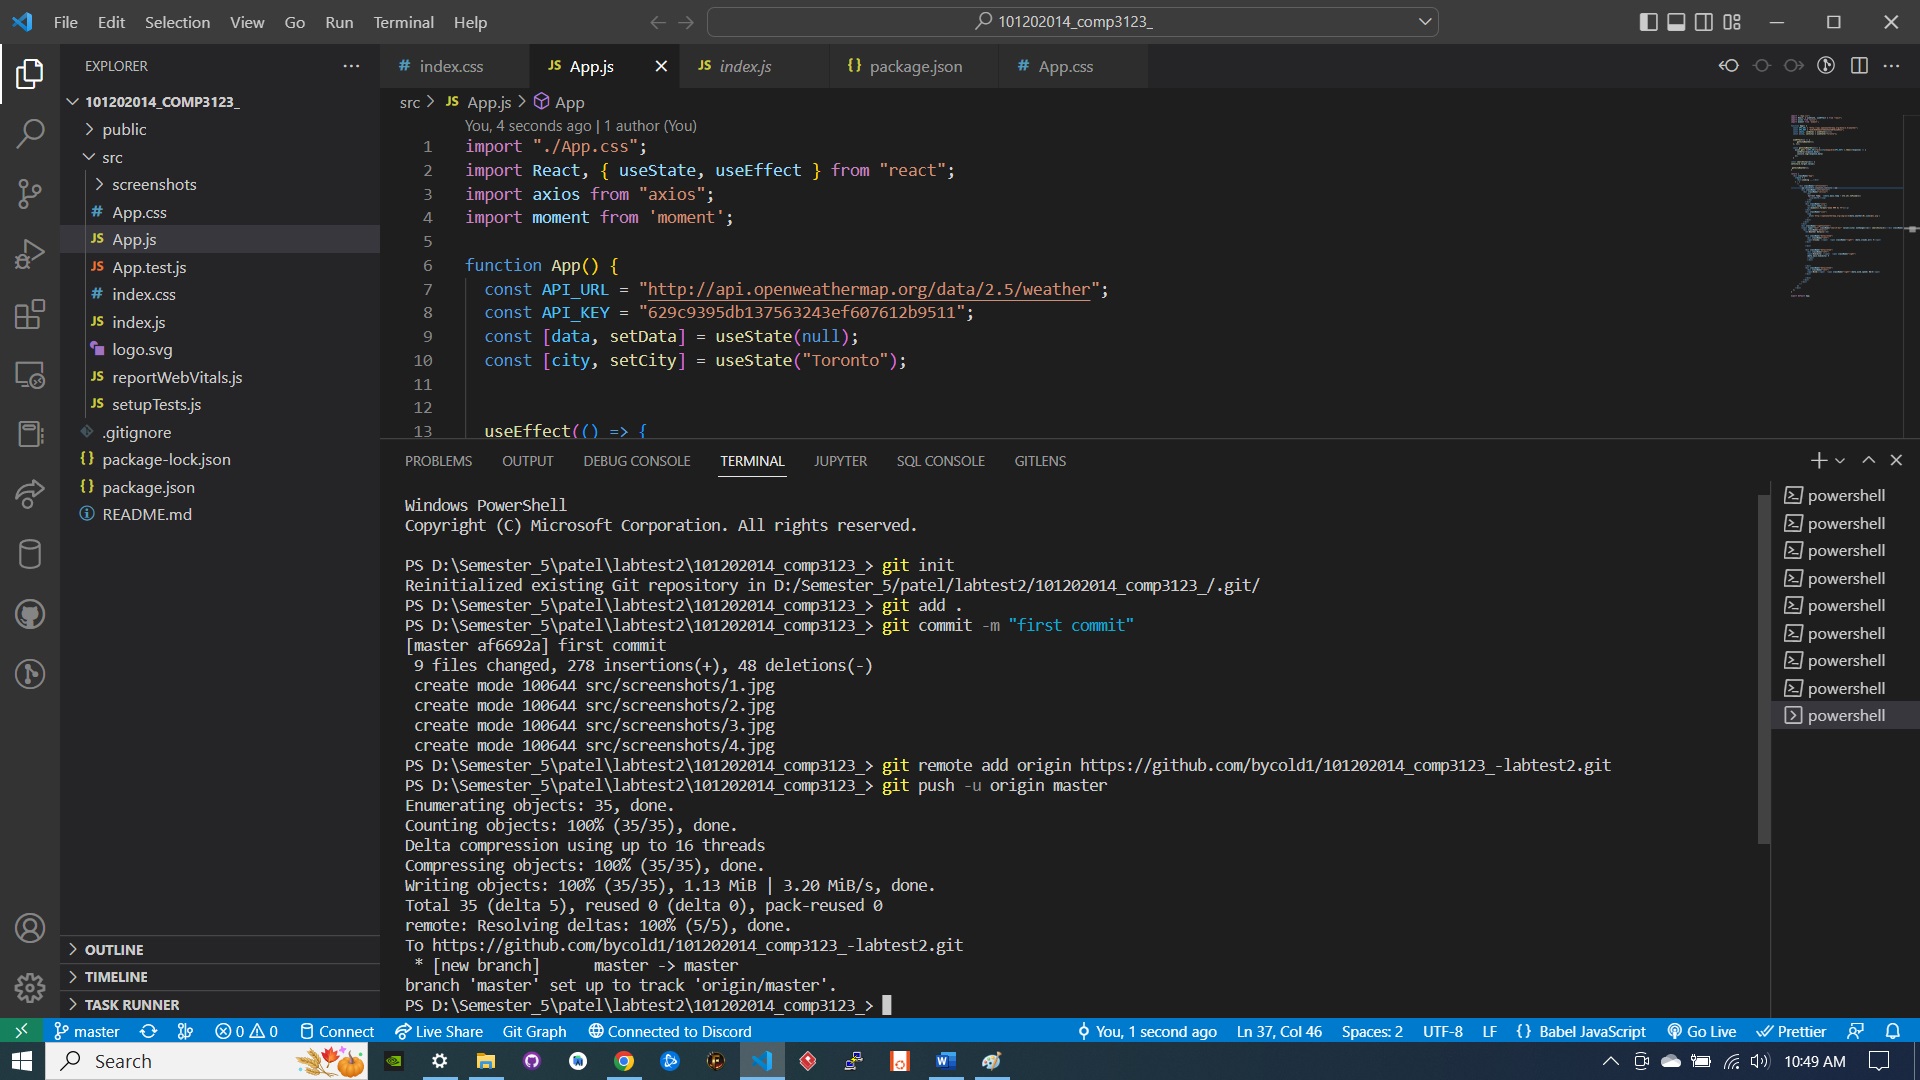 File Edit Selection View Go Run Terminal Help
101202014_comp3123_
EXPLORER
101202014_COMP3123_
public
src
screenshots
# App.css
JS App.js
JS App.test.js
# index.css
JS index.js
logo.svg
JS reportWebVitals.js
JS setupTests.js
.gitignore
{} package-lock.json
{} package.json
README.md
OUTLINE
TIMELINE
TASK RUNNER
# index.css JS App.js JS index.js {} package.json # App.css
src > JS App.js > App
You, 4 seconds ago | 1 author (You)
1 import "./App.css";
2 import React, { useState, useEffect } from "react";
3 import axios from "axios";
4 import moment from 'moment';
5
6 function App() {
7 const API_URL = "http://api.openweathermap.org/data/2.5/weather";
8 const API_KEY = "629c9395db137563243ef607612b9511";
9 const [data, setData] = useState(null);
10 const [city, setCity] = useState("Toronto");
11
12
13 useEffect(() => {
PROBLEMS OUTPUT DEBUG CONSOLE TERMINAL JUPYTER SQL CONSOLE GITLENS
Windows PowerShell
Copyright (C) Microsoft Corporation. All rights reserved.
PS D:\Semester_5\patel\labtest2\101202014_comp3123_> git init
Reinitialized existing Git repository in D:/Semester_5/patel/labtest2/101202014_comp3123_/.git/
PS D:\Semester_5\patel\labtest2\101202014_comp3123_> git add .
PS D:\Semester_5\patel\labtest2\101202014_comp3123_> git commit -m "first commit"
[master af6692a] first commit
9 files changed, 278 insertions(+), 48 deletions(-)
create mode 100644 src/screenshots/1.jpg
create mode 100644 src/screenshots/2.jpg
create mode 100644 src/screenshots/3.jpg
create mode 100644 src/screenshots/4.jpg
PS D:\Semester_5\patel\labtest2\101202014_comp3123_> git remote add origin https://github.com/bycold1/101202014_comp3123_-labtest2.git
PS D:\Semester_5\patel\labtest2\101202014_comp3123_> git push -u origin master
Enumerating objects: 35, done.
Counting objects: 100% (35/35), done.
Delta compression using up to 16 threads
Compressing objects: 100% (35/35), done.
Writing objects: 100% (35/35), 1.13 MiB | 3.20 MiB/s, done.
Total 35 (delta 5), reused 0 (delta 0), pack-reused 0
remote: Resolving deltas: 100% (5/5), done.
To https://github.com/bycold1/101202014_comp3123_-labtest2.git
* [new branch] master -> master
branch 'master' set up to track 'origin/master'.
PS D:\Semester_5\patel\labtest2\101202014_comp3123_>
powershell
powershell
powershell
powershell
powershell
powershell
powershell
powershell
powershell
master 0 0 Connect Live Share Git Graph Connected to Discord You, 1 second ago Ln 37, Col 46 Spaces: 2 UTF-8 LF {} Babel JavaScript Go Live Prettier
Search 10:49 AM